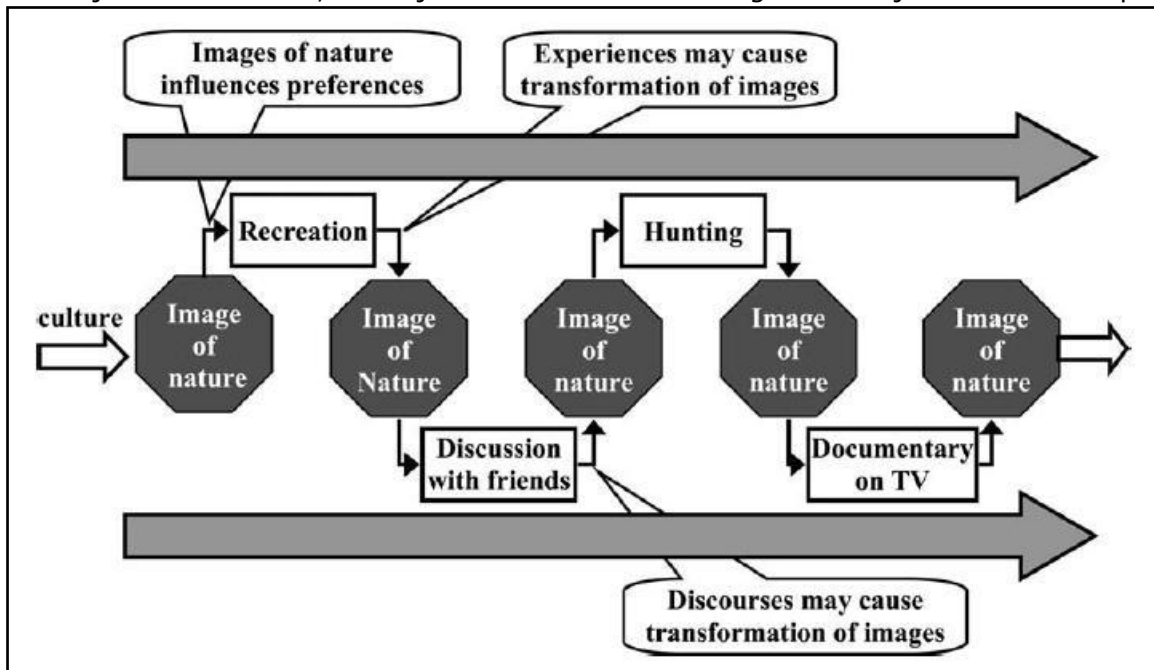 Images of nature
influences preferences
Experiences may cause
transformation of images
Recreation
Hunting
culture
Image
of
nature
Image
of
Nature
Image
of
nature
Image
of
nature
Image
of
nature
Discussion
with friends
Documentary
on TV
Discourses may cause
transformation of images